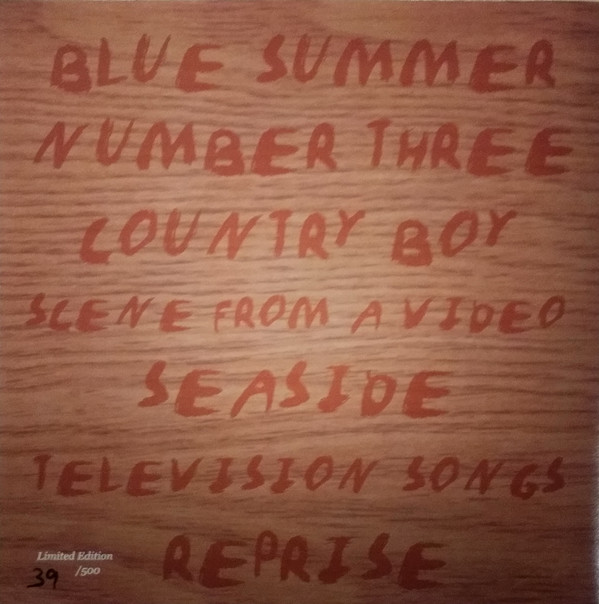 BLUE SUMMER
NUMBER THREE
COUNTRY BOY
SCENE FROM A VIDEO
SEASIDE
TELEVISION SONGS
REPRISE
Limited Edition
39 /500